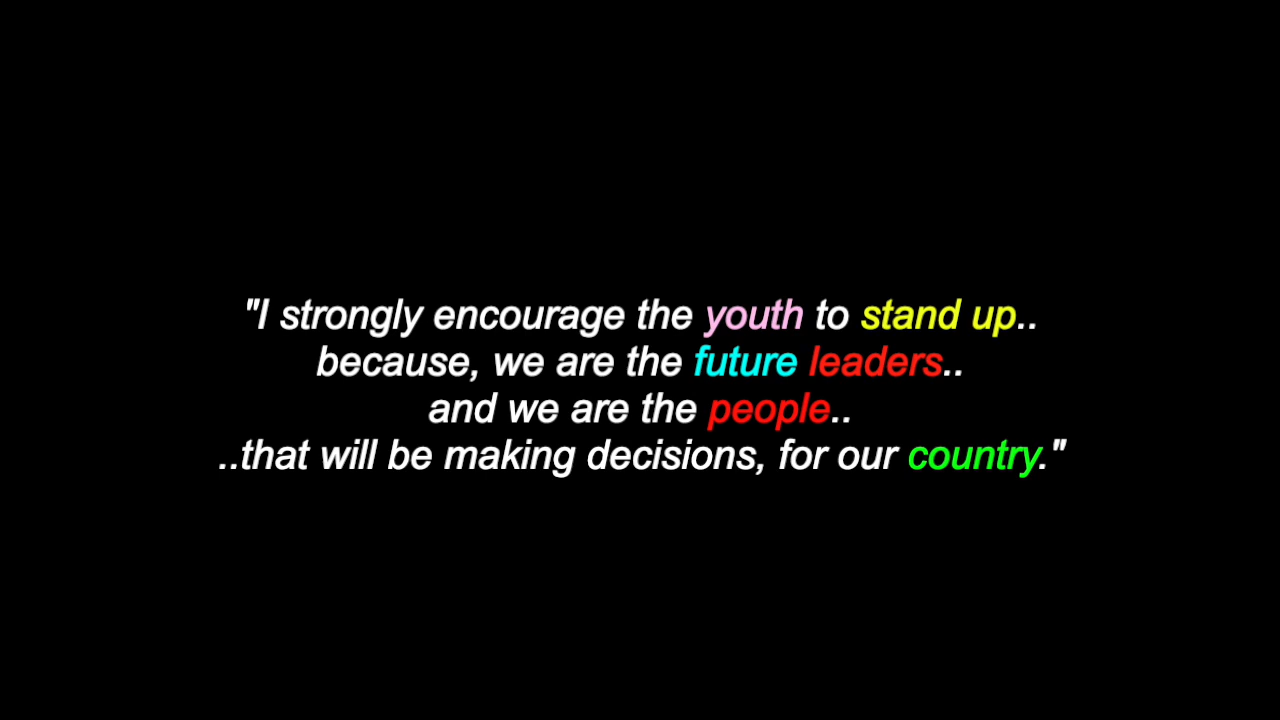 "I strongly encourage the youth to stand up..
because, we are the future leaders..
and we are the people..
..that will be making decisions, for our country."